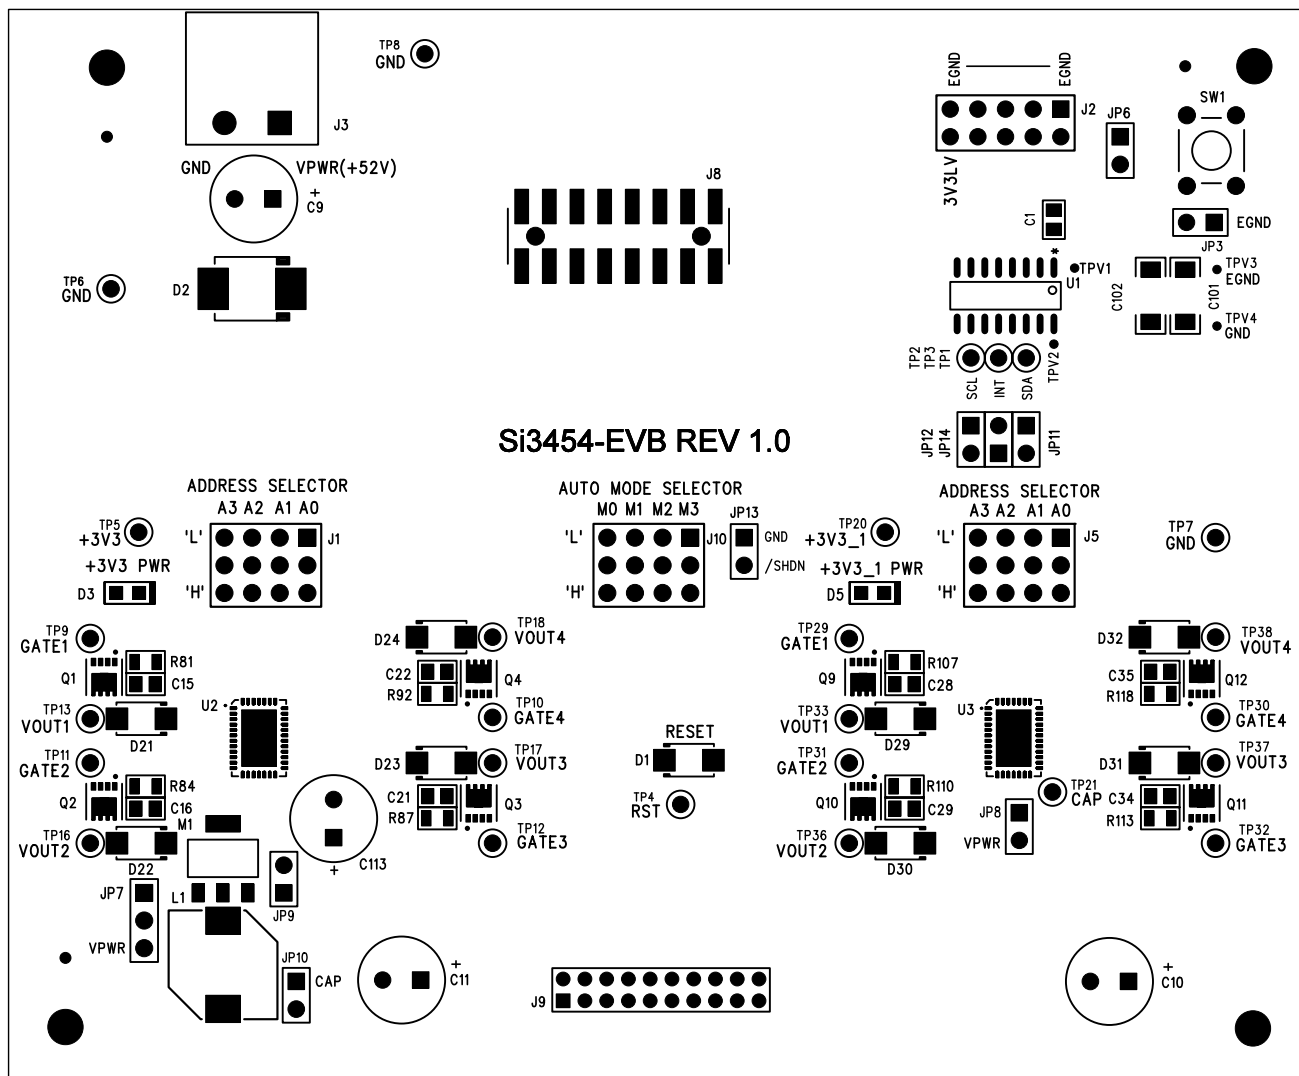 TP8
GND
J3
GND
VPWR(+52V)
+
C9
TP6
GND
D2
J8
EGND
EGND
J2
3V3LV
JP6
SW1
EGND
JP3
C1
*
TPV1
U1
C102
C101
TPV3
EGND
TPV4
GND
TP2
TP3
TP1
TPV2
SCL
INT
SDA
JP12
JP14
JP11
Si3454-EVB REV 1.0
ADDRESS SELECTOR
A3 A2 A1 A0
'L'
J1
'H'
TP5
+3V3
+3V3 PWR
D3
AUTO MODE SELECTOR
M0 M1 M2 M3
'L'
J10
'H'
JP13
GND
/SHDN
TP20
+3V3_1
+3V3_1 PWR
D5
ADDRESS SELECTOR
A3 A2 A1 A0
'L'
J5
'H'
TP7
GND
TP9
GATE1
Q1
R81
C15
TP13
VOUT1
D21
U2
TP11
GATE2
Q2
R84
C16
M1
TP16
VOUT2
D22
D24
TP18
VOUT4
C22
R92
Q4
TP10
GATE4
D23
TP17
VOUT3
C21
R87
Q3
TP12
GATE3
RESET
D1
TP4
RST
TP29
GATE1
Q9
R107
C28
TP33
VOUT1
D29
U3
TP31
GATE2
Q10
R110
C29
TP36
VOUT2
D30
TP21
CAP
JP8
VPWR
D32
TP38
VOUT4
C35
R118
Q12
TP30
GATE4
D31
TP37
VOUT3
C34
R113
Q11
TP32
GATE3
JP7
VPWR
L1
JP9
+
C113
JP10
CAP
+
C11
J9
+
C10